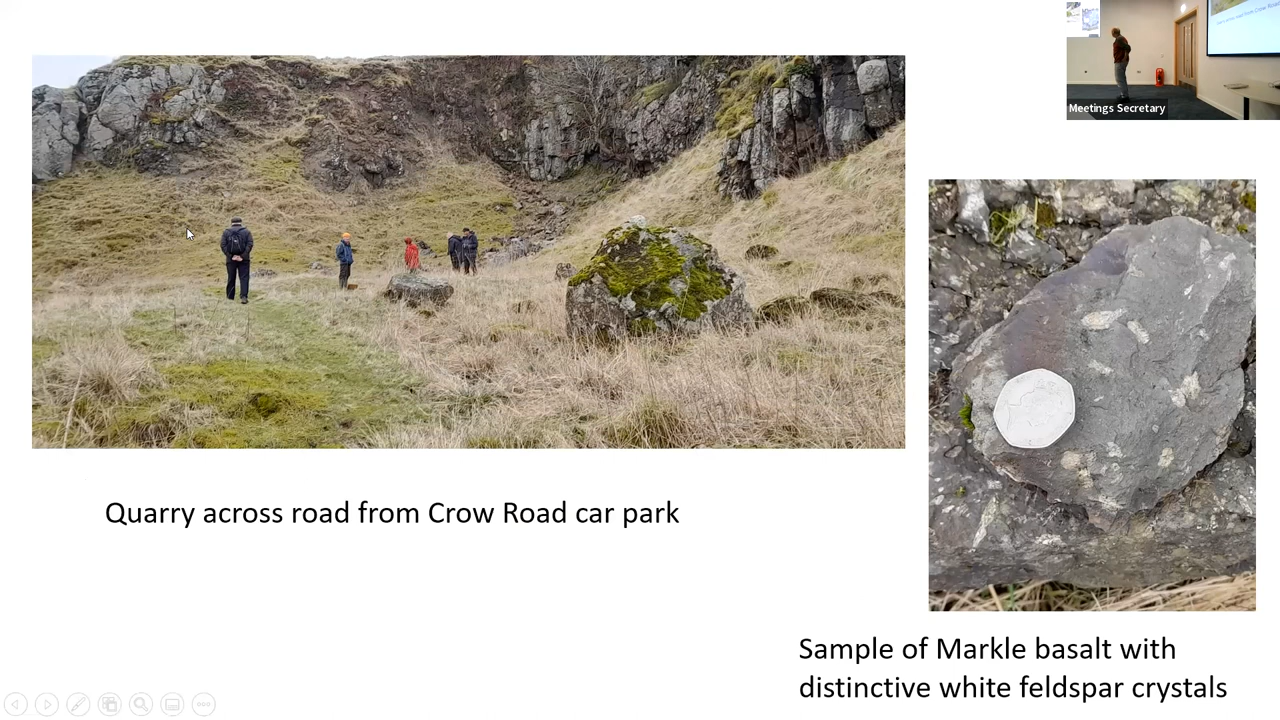 Meetings Secretary
Quarry across road from Crow Road car park
Sample of Markle basalt with
distinctive white feldspar crystals